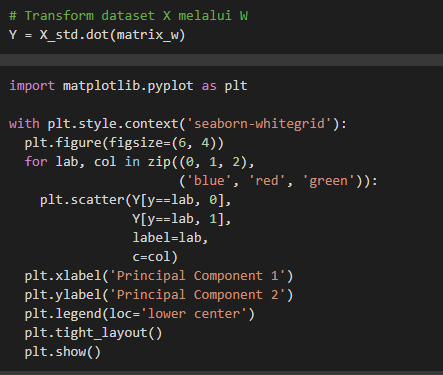 # Transform dataset X melalui W
Y = X_std.dot(matrix_w)
import matplotlib.pyplot as plt
with plt.style.context('seaborn-whitegrid'):
  plt.figure(figsize=(6, 4))
  for lab, col in zip((0, 1, 2),
                      ('blue', 'red', 'green')):
    plt.scatter(Y[y==lab, 0],
                Y[y==lab, 1],
                label=lab,
                c=col)
  plt.xlabel('Principal Component 1')
  plt.ylabel('Principal Component 2')
  plt.legend(loc='lower center')
  plt.tight_layout()
  plt.show()